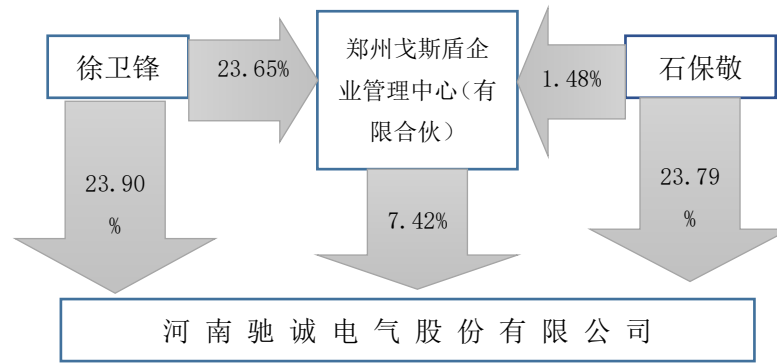 徐卫锋
23.65%
郑州戈斯盾企
业管理中心（有
限合伙）
1.48%
石保敬
23.90
%
7.42%
23.79
%
河南驰诚电气股份有限公司